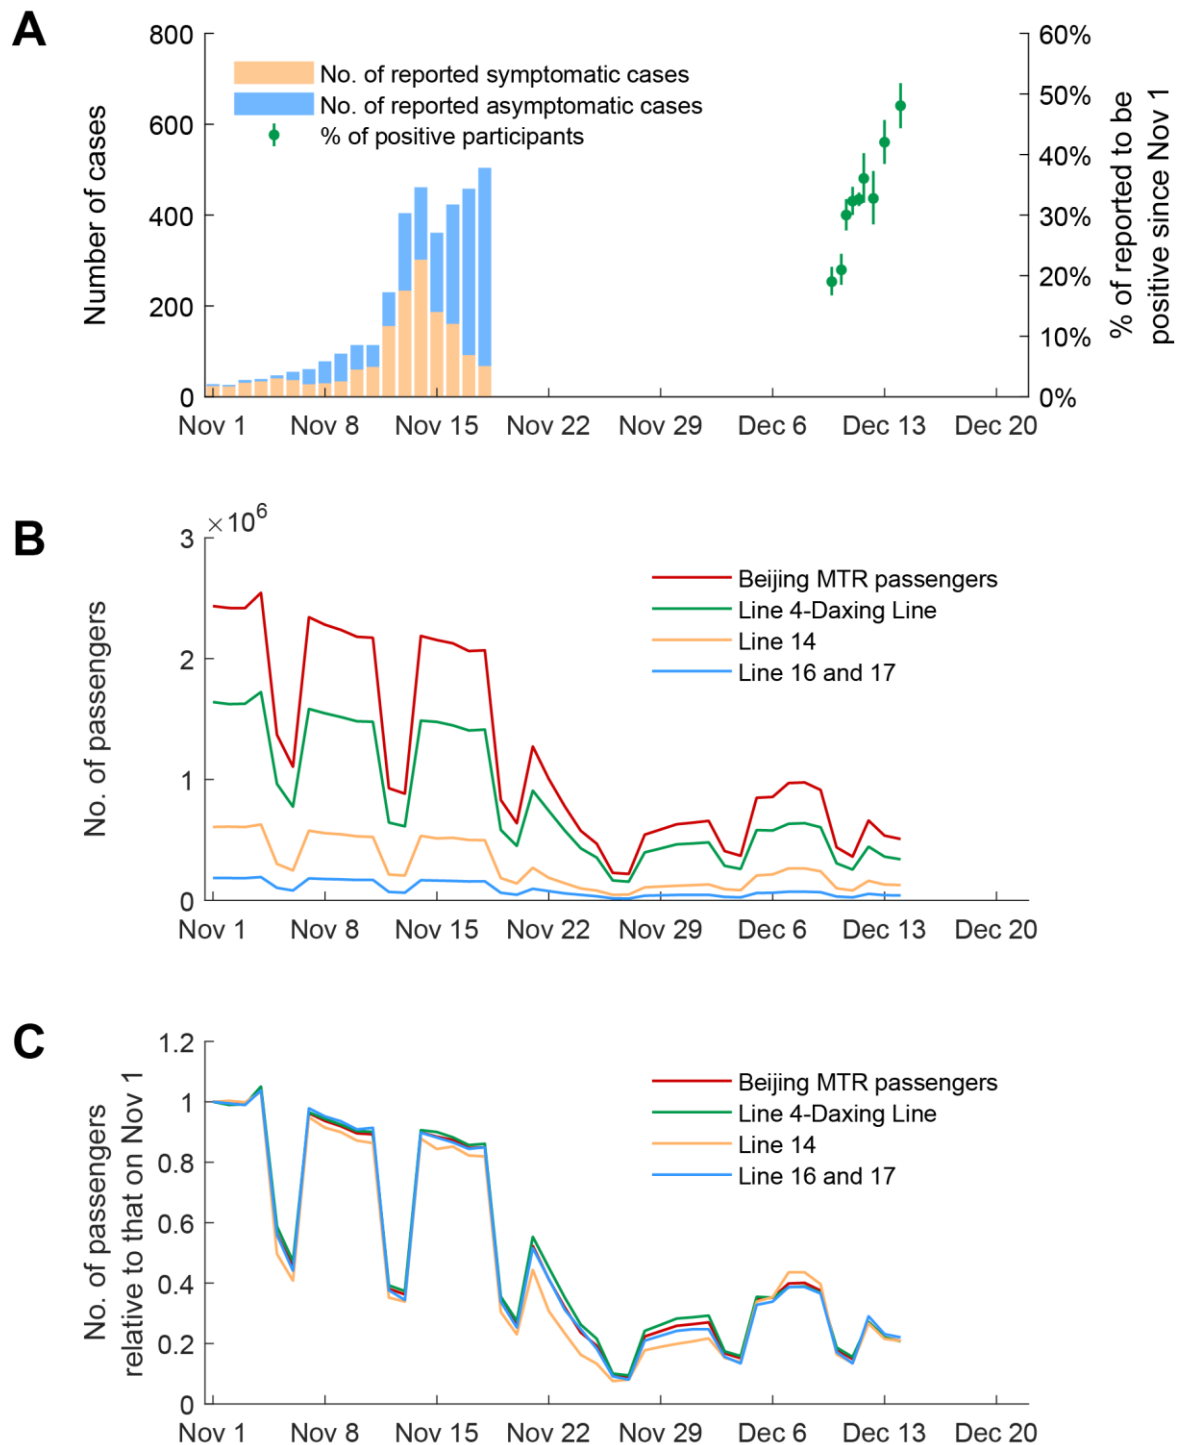 A
800
600
400
200
0
Number of cases
No. of reported symptomatic cases
No. of reported asymptomatic cases
% of positive participants
60%
50%
40%
30%
20%
10%
0%
% of reported to be
positive since Nov 1
Nov 1 Nov 8 Nov 15 Nov 22 Nov 29 Dec 6 Dec 13 Dec 20
B
×10⁶
3
2
1
0
No. of passengers
Beijing MTR passengers
Line 4-Daxing Line
Line 14
Line 16 and 17
Nov 1 Nov 8 Nov 15 Nov 22 Nov 29 Dec 6 Dec 13 Dec 20
C
1.2
1
0.8
0.6
0.4
0.2
0
No. of passengers
relative to that on Nov 1
Beijing MTR passengers
Line 4-Daxing Line
Line 14
Line 16 and 17
Nov 1 Nov 8 Nov 15 Nov 22 Nov 29 Dec 6 Dec 13 Dec 20